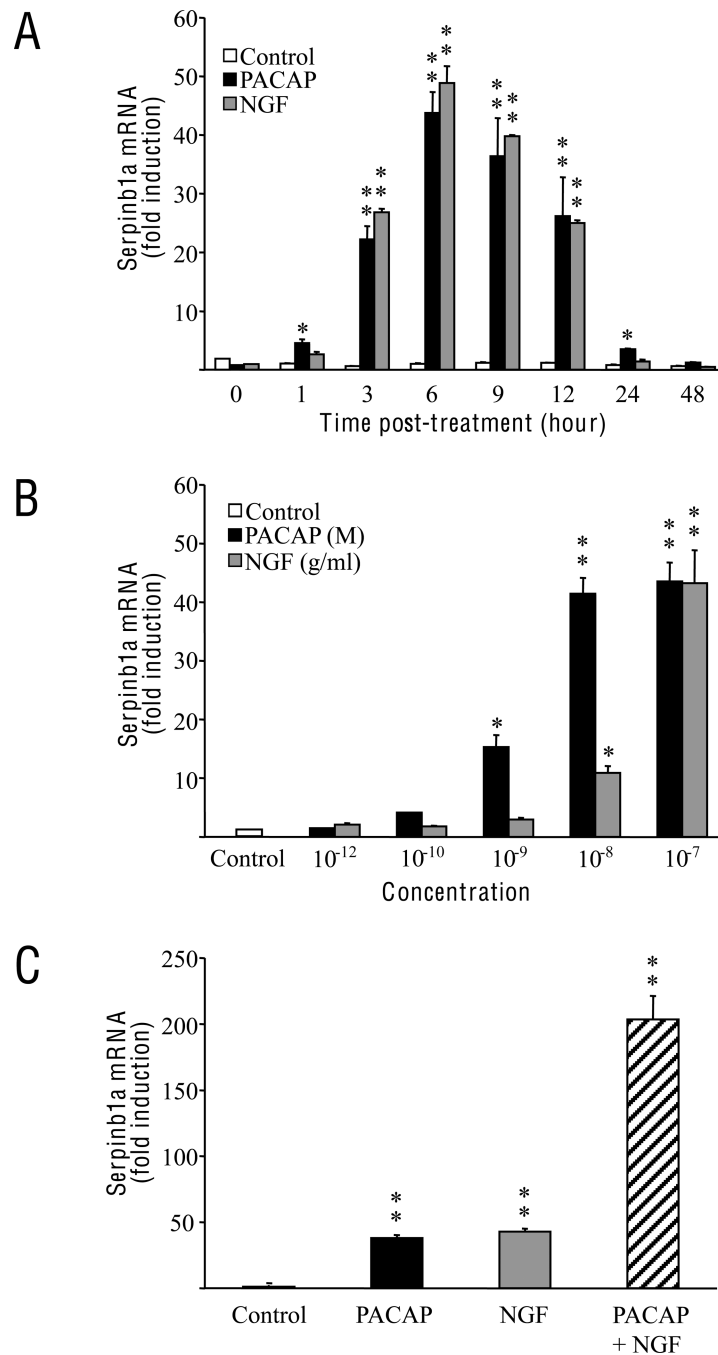 A
Serpinb1a mRNA
(fold induction)
60
50
40
30
20
10
Control
PACAP
NGF
*
* *
* *
* *
* *
* *
* *
* *
* *
*
0 1 3 6 9 12 24 48
Time post-treatment (hour)
B
Serpinb1a mRNA
(fold induction)
60
50
40
30
20
10
Control
PACAP (M)
NGF (g/ml)
*
* *
*
* *
* *
Control 10-12 10-10 10-9 10-8 10-7
Concentration
C
Serpinb1a mRNA
(fold induction)
250
200
150
100
50
* *
* *
* *
Control PACAP NGF PACAP
+ NGF